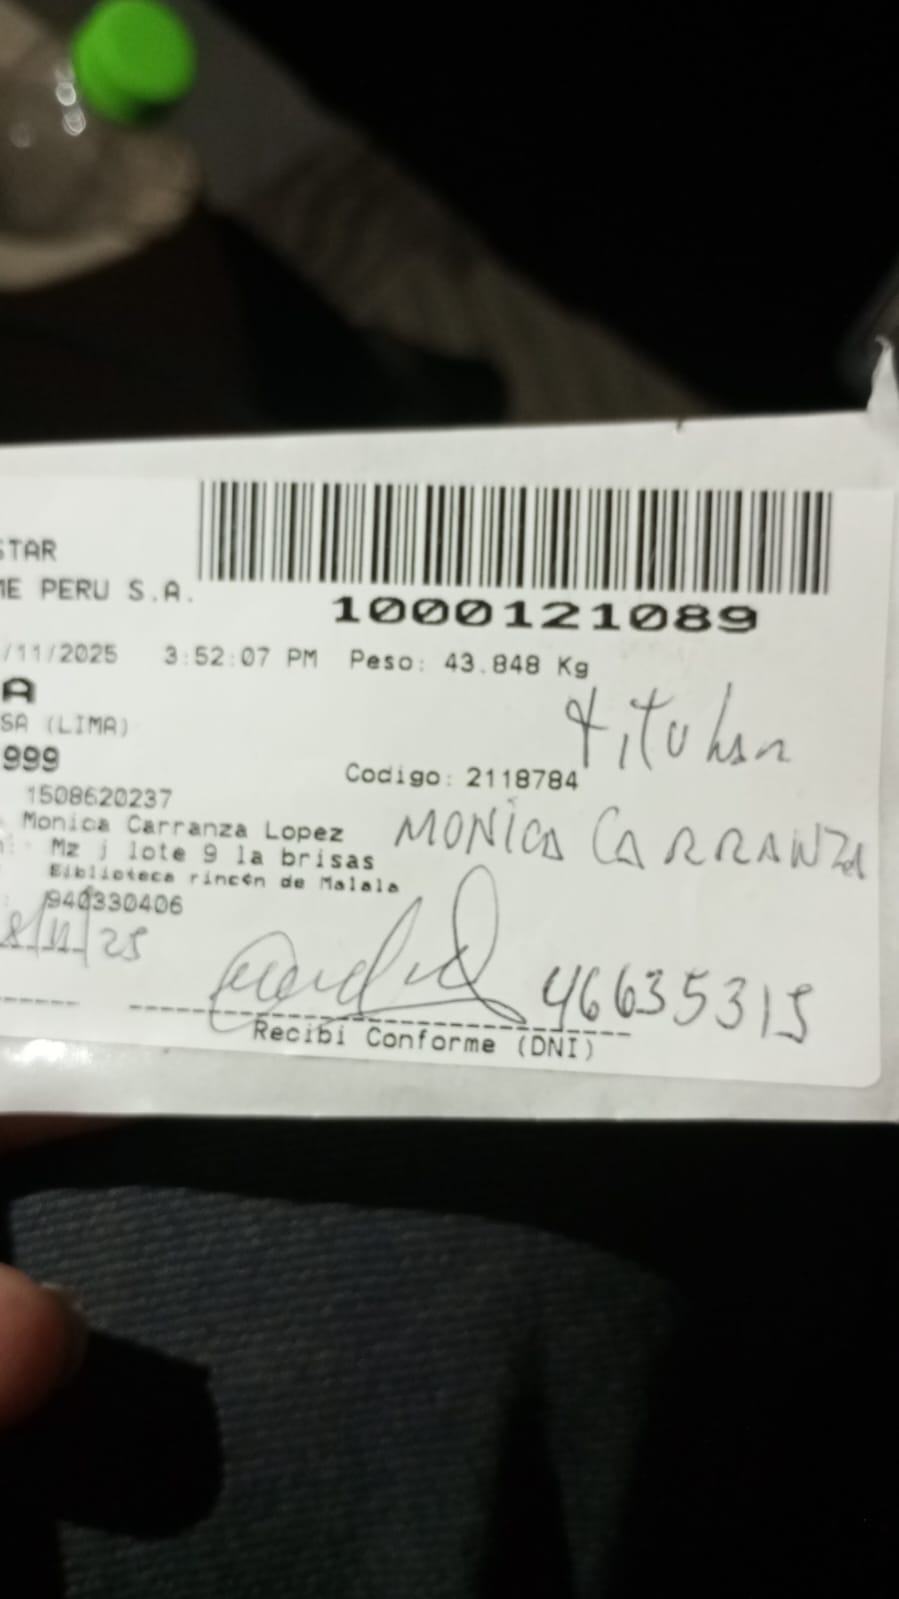 STAR
ME PERU S.A.
1000121089
/11/2025 3:52:07 PM Peso: 43.848 Kg
A
SA (LIMA)
titular
999
Codigo: 2118784
1508620237
Monica Carranza Lopez
MONICA CARRANZA
Mz j lote 9 la brisas
Biblioteca rincón de Malala
940330406
8/11/25
46635315
Recibi Conforme (DNI)